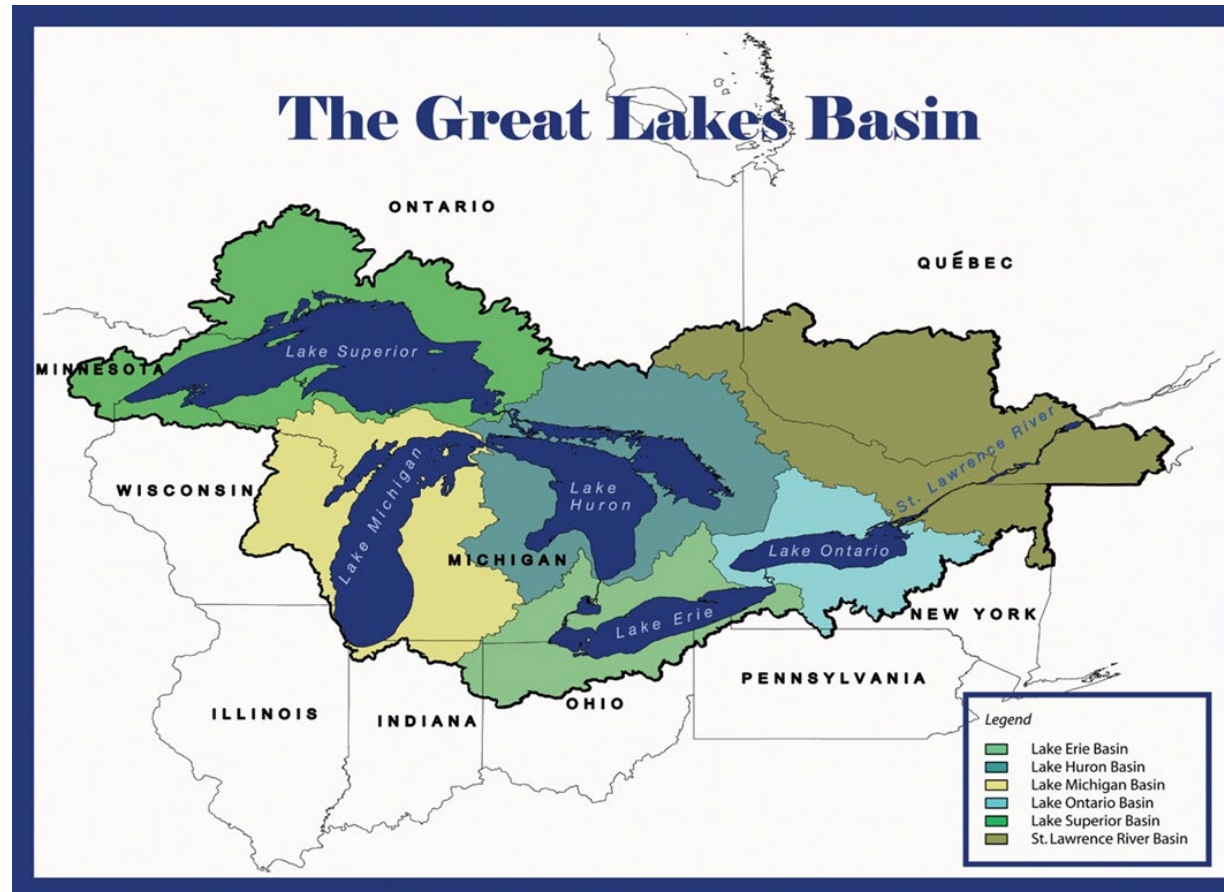 The Great Lakes Basin
ONTARIO
QUÉBEC
Lake Superior
MINNESOTA
St. Lawrence River
WISCONSIN
Lake Michigan
Lake
Huron
Lake Ontario
MICHIGAN
Lake Erie
NEW YORK
PENNSYLVANIA
OHIO
ILLINOIS
INDIANA
Legend
Lake Erie Basin
Lake Huron Basin
Lake Michigan Basin
Lake Ontario Basin
Lake Superior Basin
St. Lawrence River Basin